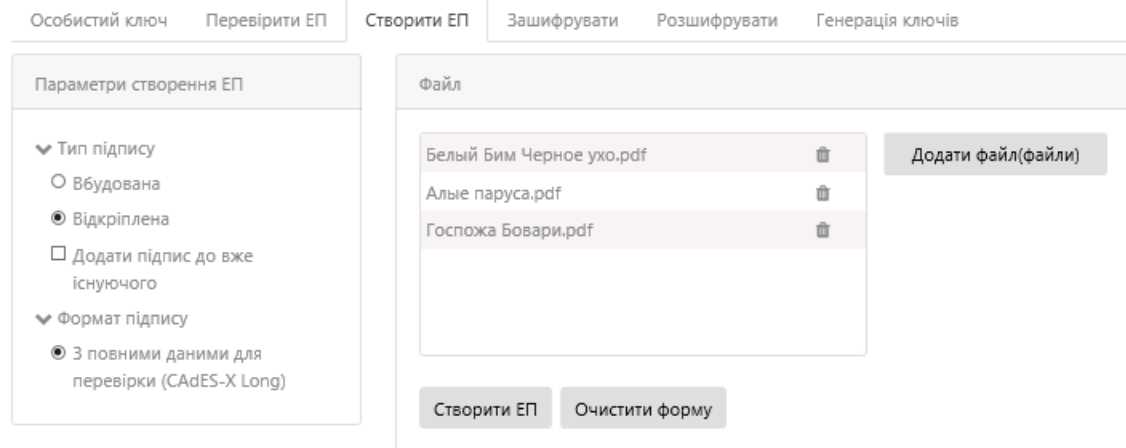 Особистий ключ Перевірити ЕП Створити ЕП Зашифрувати Розшифрувати Генерація ключів
Параметри створення ЕП
Тип підпису
Вбудована
Відкріплена
Додати підпис до вже
існуючого
Формат підпису
З повними даними для
перевірки (CAdES-X Long)
Файл
Белый Бим Черное ухо.pdf
Алые паруса.pdf
Госпожа Бовари.pdf
Додати файл(файли)
Створити ЕП Очистити форму